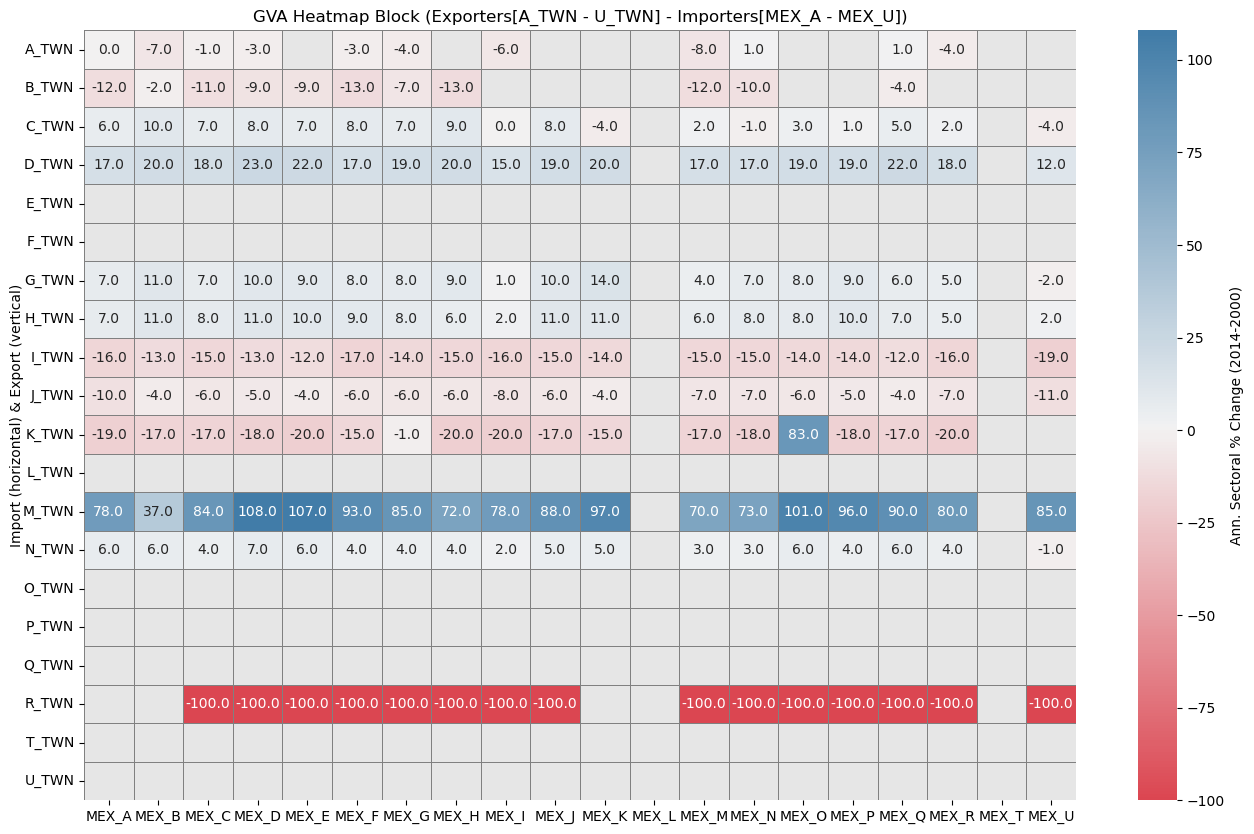 GVA Heatmap Block (Exporters[A_TWN - U_TWN] - Importers[MEX_A - MEX_U])
Import (horizontal) & Export (vertical)
A_TWN 0.0 -7.0 -1.0 -3.0 -3.0 -4.0 -6.0 -8.0 1.0 1.0 -4.0
B_TWN -12.0 -2.0 -11.0 -9.0 -9.0 -13.0 -7.0 -13.0 -12.0 -10.0 -4.0
C_TWN 6.0 10.0 7.0 8.0 7.0 8.0 7.0 9.0 0.0 8.0 -4.0 2.0 -1.0 3.0 1.0 5.0 2.0 -4.0
D_TWN 17.0 20.0 18.0 23.0 22.0 17.0 19.0 20.0 15.0 19.0 20.0 17.0 17.0 19.0 19.0 22.0 18.0 12.0
E_TWN
F_TWN
G_TWN 7.0 11.0 7.0 10.0 9.0 8.0 8.0 9.0 1.0 10.0 14.0 4.0 7.0 8.0 9.0 6.0 5.0 -2.0
H_TWN 7.0 11.0 8.0 11.0 10.0 9.0 8.0 6.0 2.0 11.0 11.0 6.0 8.0 8.0 10.0 7.0 5.0 2.0
I_TWN -16.0 -13.0 -15.0 -13.0 -12.0 -17.0 -14.0 -15.0 -16.0 -15.0 -14.0 -15.0 -15.0 -14.0 -14.0 -12.0 -16.0 -19.0
J_TWN -10.0 -4.0 -6.0 -5.0 -4.0 -6.0 -6.0 -6.0 -8.0 -6.0 -4.0 -7.0 -7.0 -6.0 -5.0 -4.0 -7.0 -11.0
K_TWN -19.0 -17.0 -17.0 -18.0 -20.0 -15.0 -1.0 -20.0 -20.0 -17.0 -15.0 -17.0 -18.0 83.0 -18.0 -17.0 -20.0
L_TWN
M_TWN 78.0 37.0 84.0 108.0 107.0 93.0 85.0 72.0 78.0 88.0 97.0 70.0 73.0 101.0 96.0 90.0 80.0 85.0
N_TWN 6.0 6.0 4.0 7.0 6.0 4.0 4.0 4.0 2.0 5.0 5.0 3.0 3.0 6.0 4.0 6.0 4.0 -1.0
O_TWN
P_TWN
Q_TWN
R_TWN -100.0 -100.0 -100.0 -100.0 -100.0 -100.0 -100.0 -100.0 -100.0 -100.0 -100.0 -100.0 -100.0 -100.0 -100.0
T_TWN
U_TWN
MEX_A MEX_B MEX_C MEX_D MEX_E MEX_F MEX_G MEX_H MEX_I MEX_J MEX_K MEX_L MEX_M MEX_N MEX_O MEX_P MEX_Q MEX_R MEX_T MEX_U
100
75
50
25
0
−25
−50
−75
−100
Ann. Sectoral % Change (2014-2000)